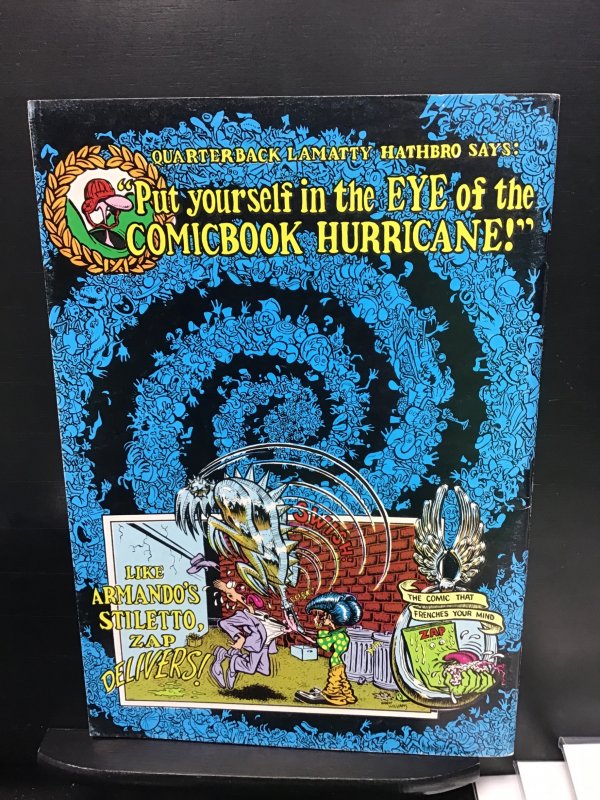 QUARTERBACK LAMATTY HATHBRO SAYS:
"Put yourself in the EYE of the
COMICBOOK HURRICANE!"
SWISH
LIKE
ARMANDO'S
STILETTO,
ZAP
DELIVERS!
THE COMIC THAT
FRENCHES YOUR MIND
ZAP